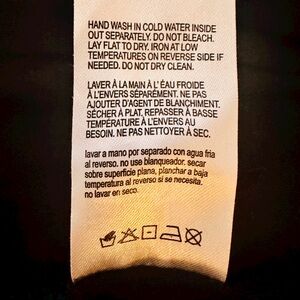 HAND WASH IN COLD WATER INSIDE
OUT SEPARATELY. DO NOT BLEACH.
LAY FLAT TO DRY. IRON AT LOW
TEMPERATURES ON REVERSE SIDE IF
NEEDED. DO NOT DRY CLEAN.
LAVER À LA MAIN À L' ÉAU FROIDE
À L'ENVERS SÉPARÉMENT. NE PAS
AJOUTER D'AGENT DE BLANCHIMENT.
SÉCHER À PLAT, REPASSER À BASSE
TEMPÉRATURE À L'ENVERS AU
BESOIN. NE PAS NETTOYER À SEC.
lavar a mano por separado con agua fria
al reverso. no use blanqueador. secar
sobre superficie plana, planchar a baja
temperatura al reverso si se necesita.
no lavar en seco.